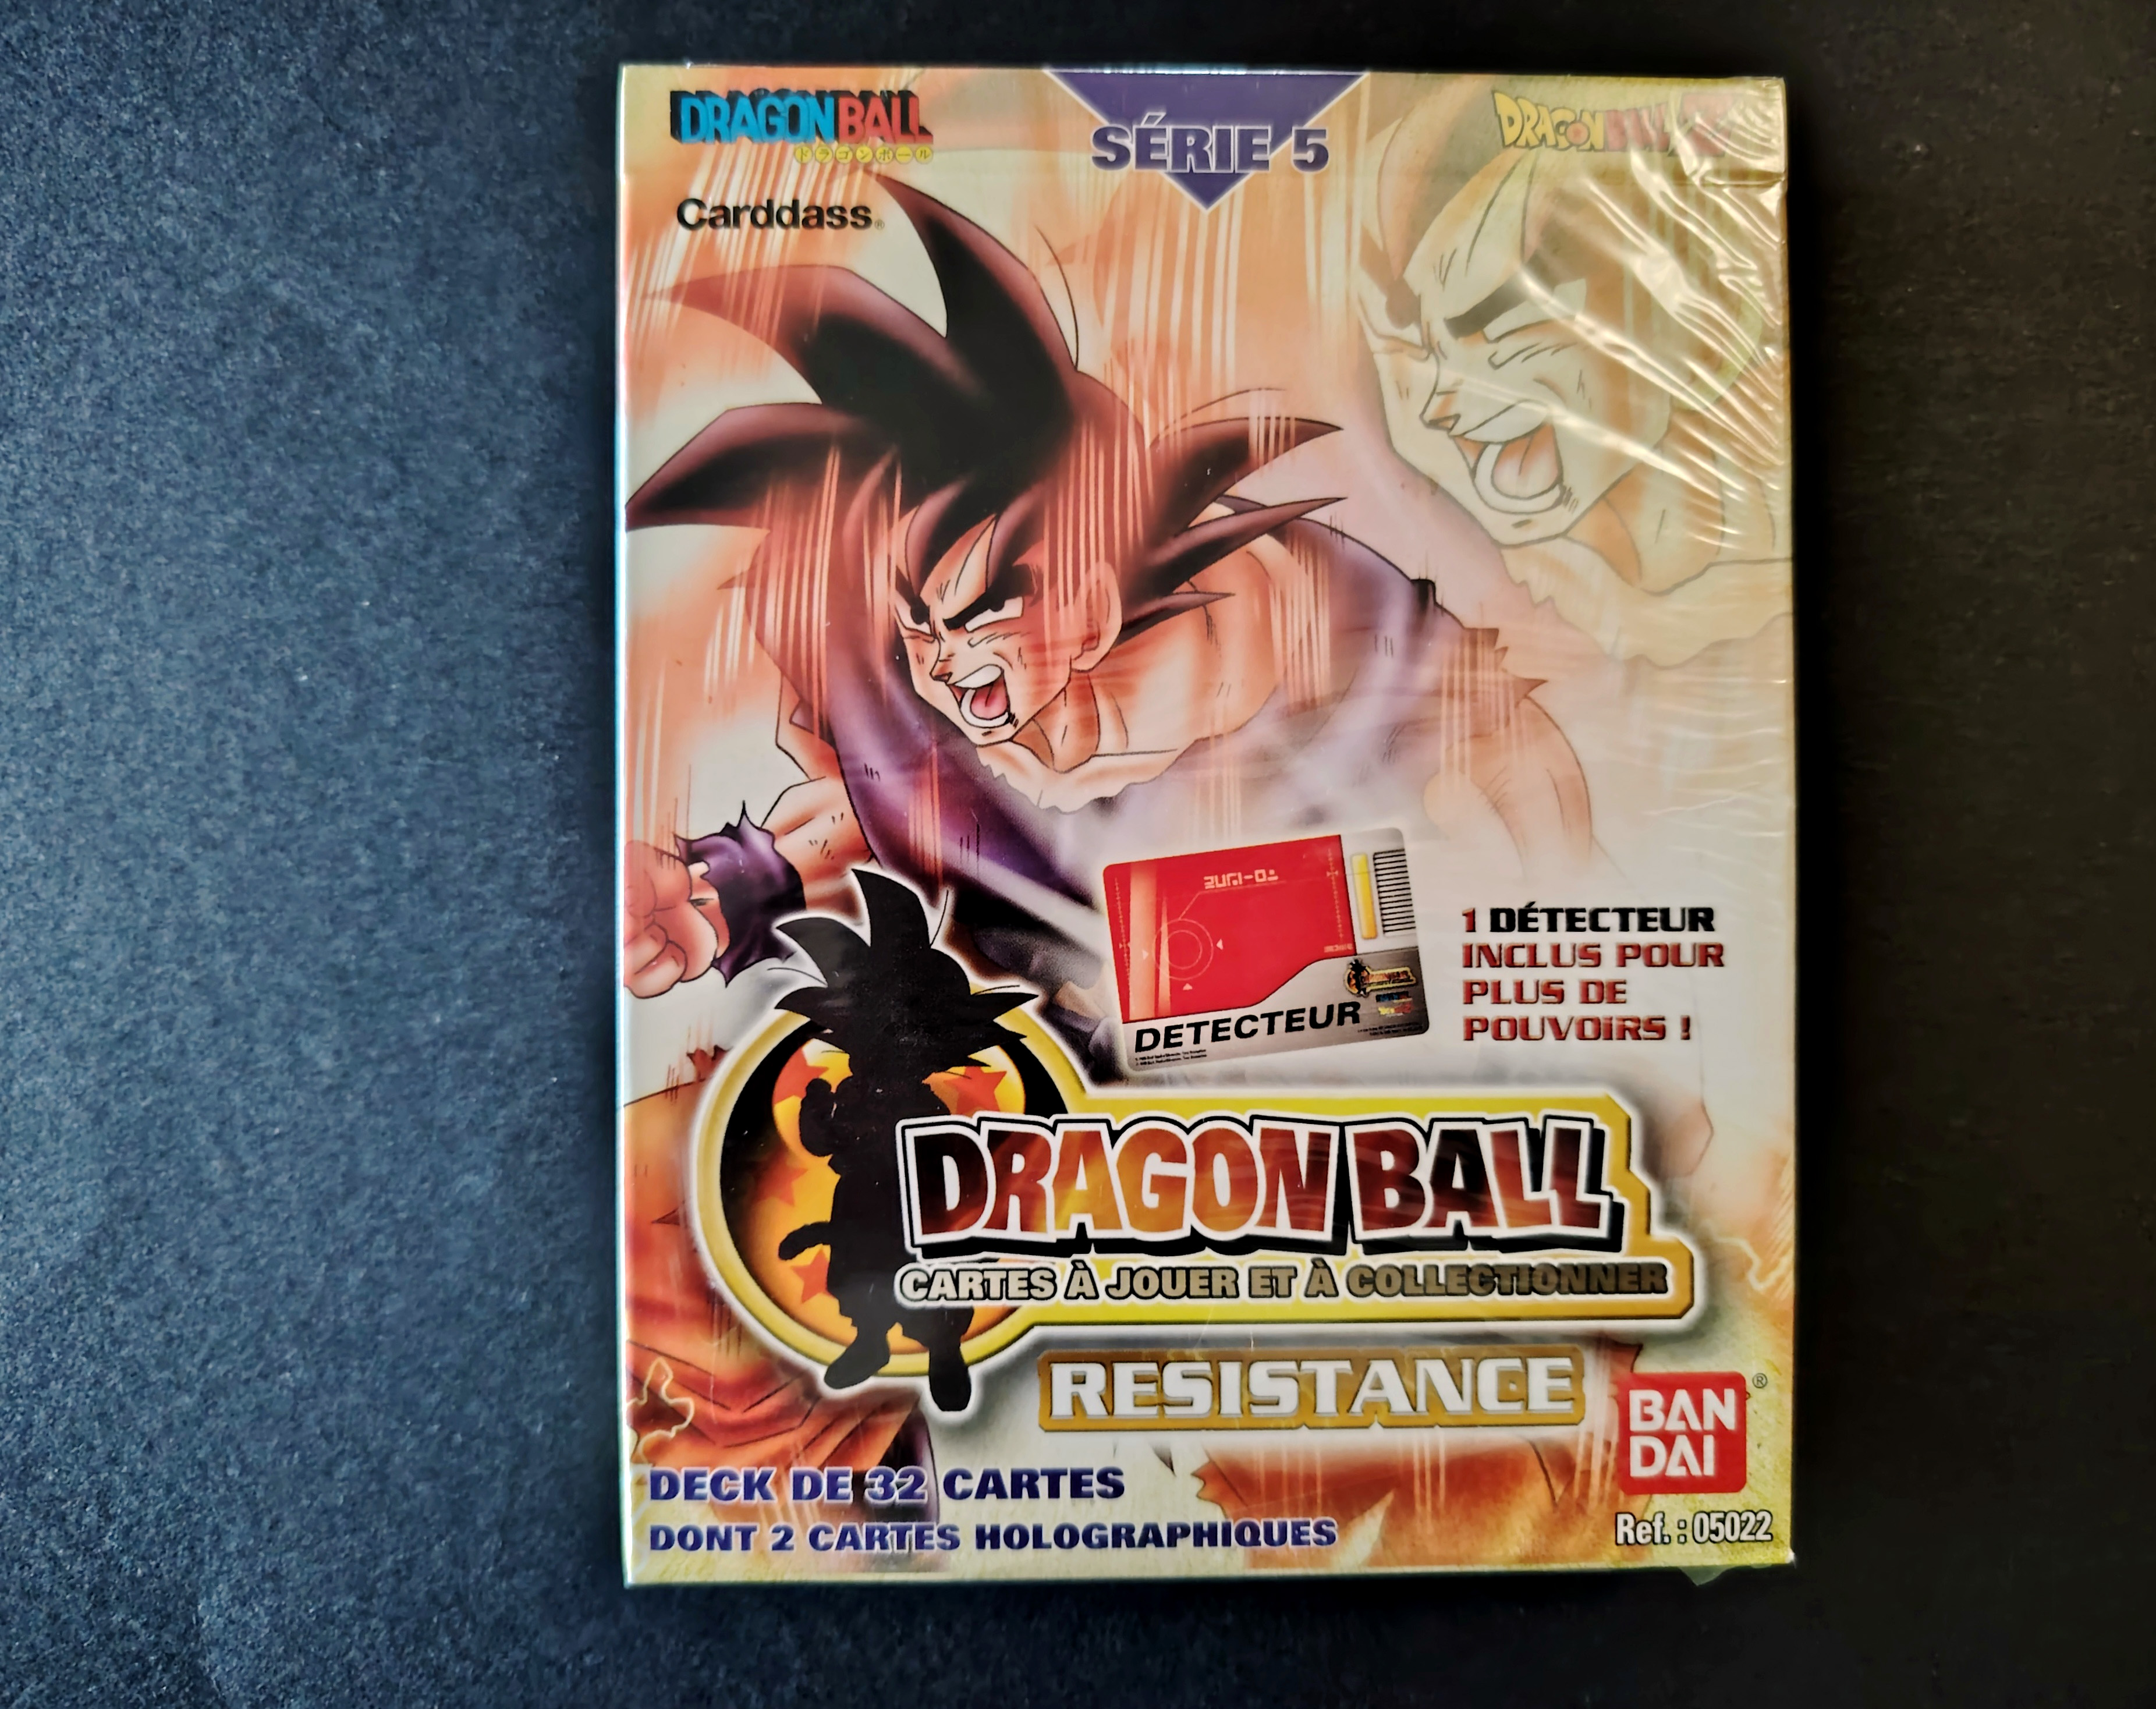 DRAGON BALL
ドラゴンボール
SÉRIE 5
DRAGON BALL Z
Carddass®
1 DÉTECTEUR
INCLUS POUR
PLUS DE
POUVOIRS !
DETECTEUR
DRAGON BALL
CARTES À JOUER ET À COLLECTIONNER
RESISTANCE
BAN
DAI
®
DECK DE 32 CARTES
DONT 2 CARTES HOLOGRAPHIQUES
Ref. : 05022